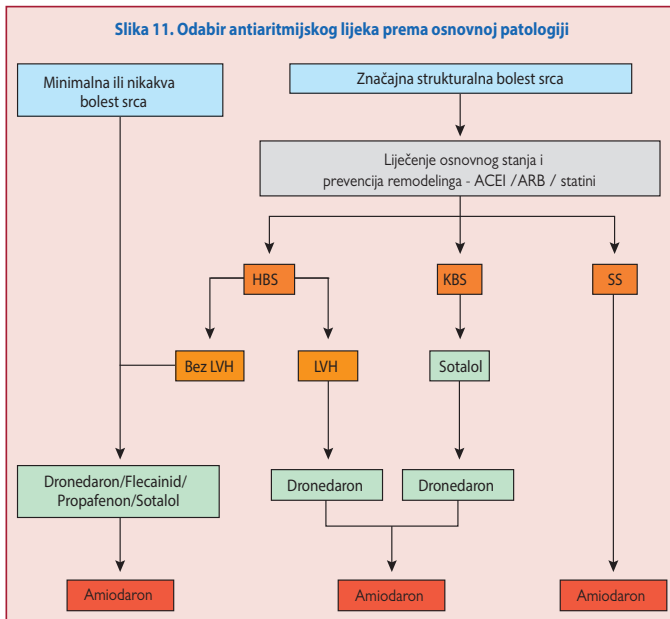 Slika 11. Odabir antiaritmijskog lijeka prema osnovnoj patologiji
Minimalna ili nikakva
bolest srca
Značajna strukturalna bolest srca
Liječenje osnovnog stanja i
prevencija remodelinga - ACEI /ARB / statini
HBS
KBS
SS
Bez LVH
LVH
Sotalol
Dronedaron/Flecainid/
Propafenon/Sotalol
Dronedaron
Dronedaron
Amiodaron
Amiodaron
Amiodaron